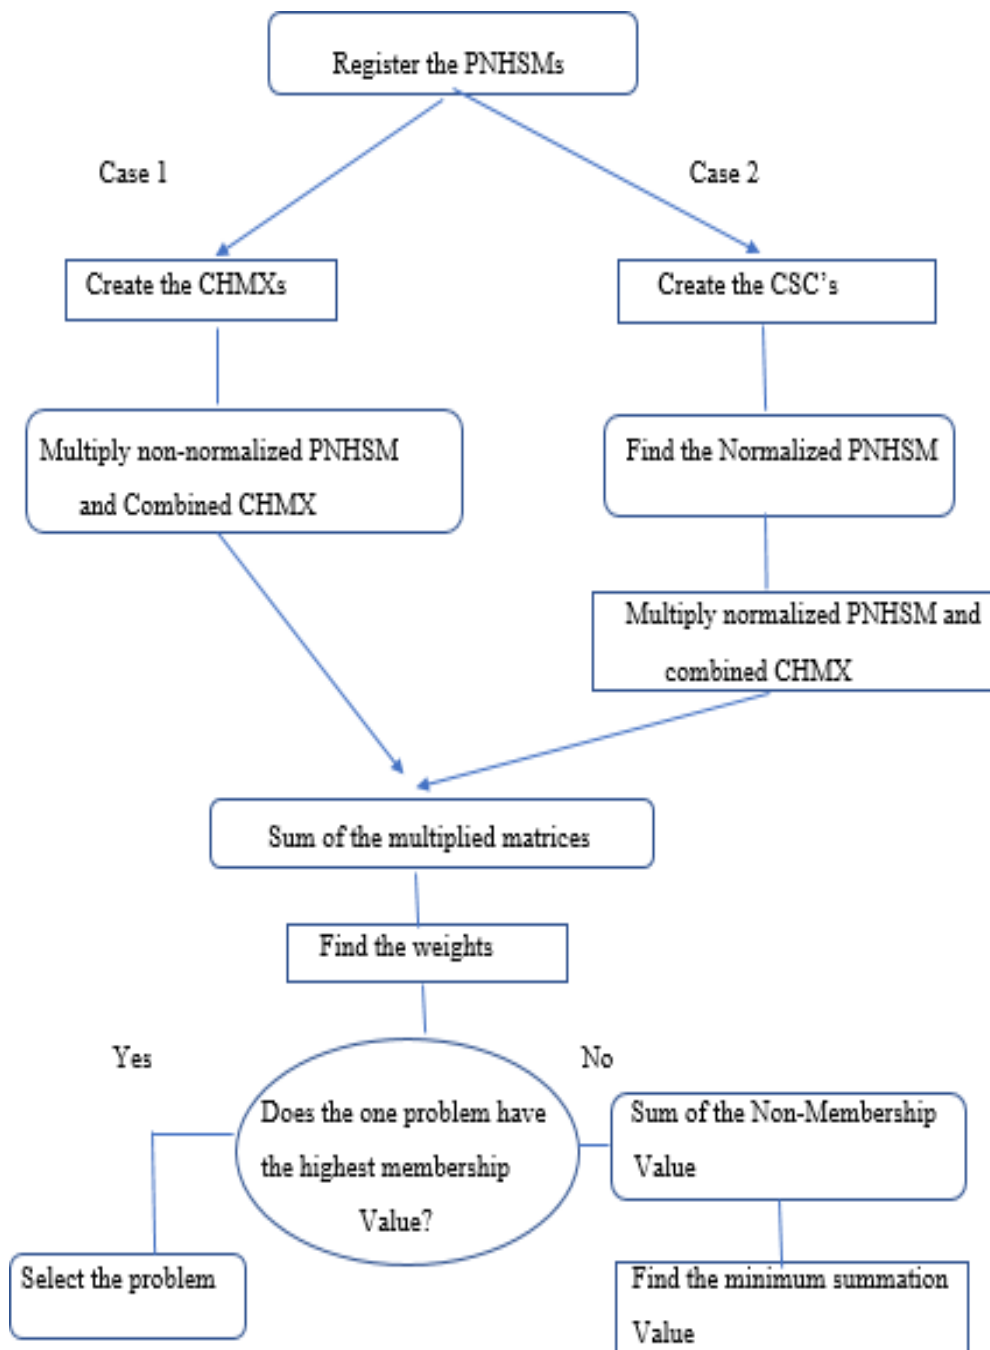 Register the PNHSMs
Case 1
Case 2
Create the CHMXs
Create the CSC’s
Multiply non-normalized PNHSM
and Combined CHMX
Find the Normalized PNHSM
Multiply normalized PNHSM and
combined CHMX
Sum of the multiplied matrices
Find the weights
Yes
No
Does the one problem have
the highest membership
Value?
Sum of the Non-Membership
Value
Select the problem
Find the minimum summation
Value